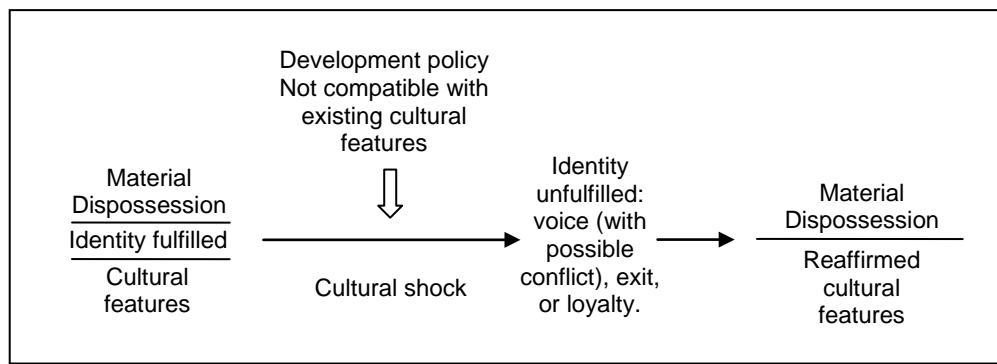 Development policy
Not compatible with
existing cultural
features
Material
Dispossession
Identity fulfilled
Cultural
features
Cultural shock
Identity
unfulfilled:
voice (with
possible
conflict), exit,
or loyalty.
Material
Dispossession
Reaffirmed
cultural
features